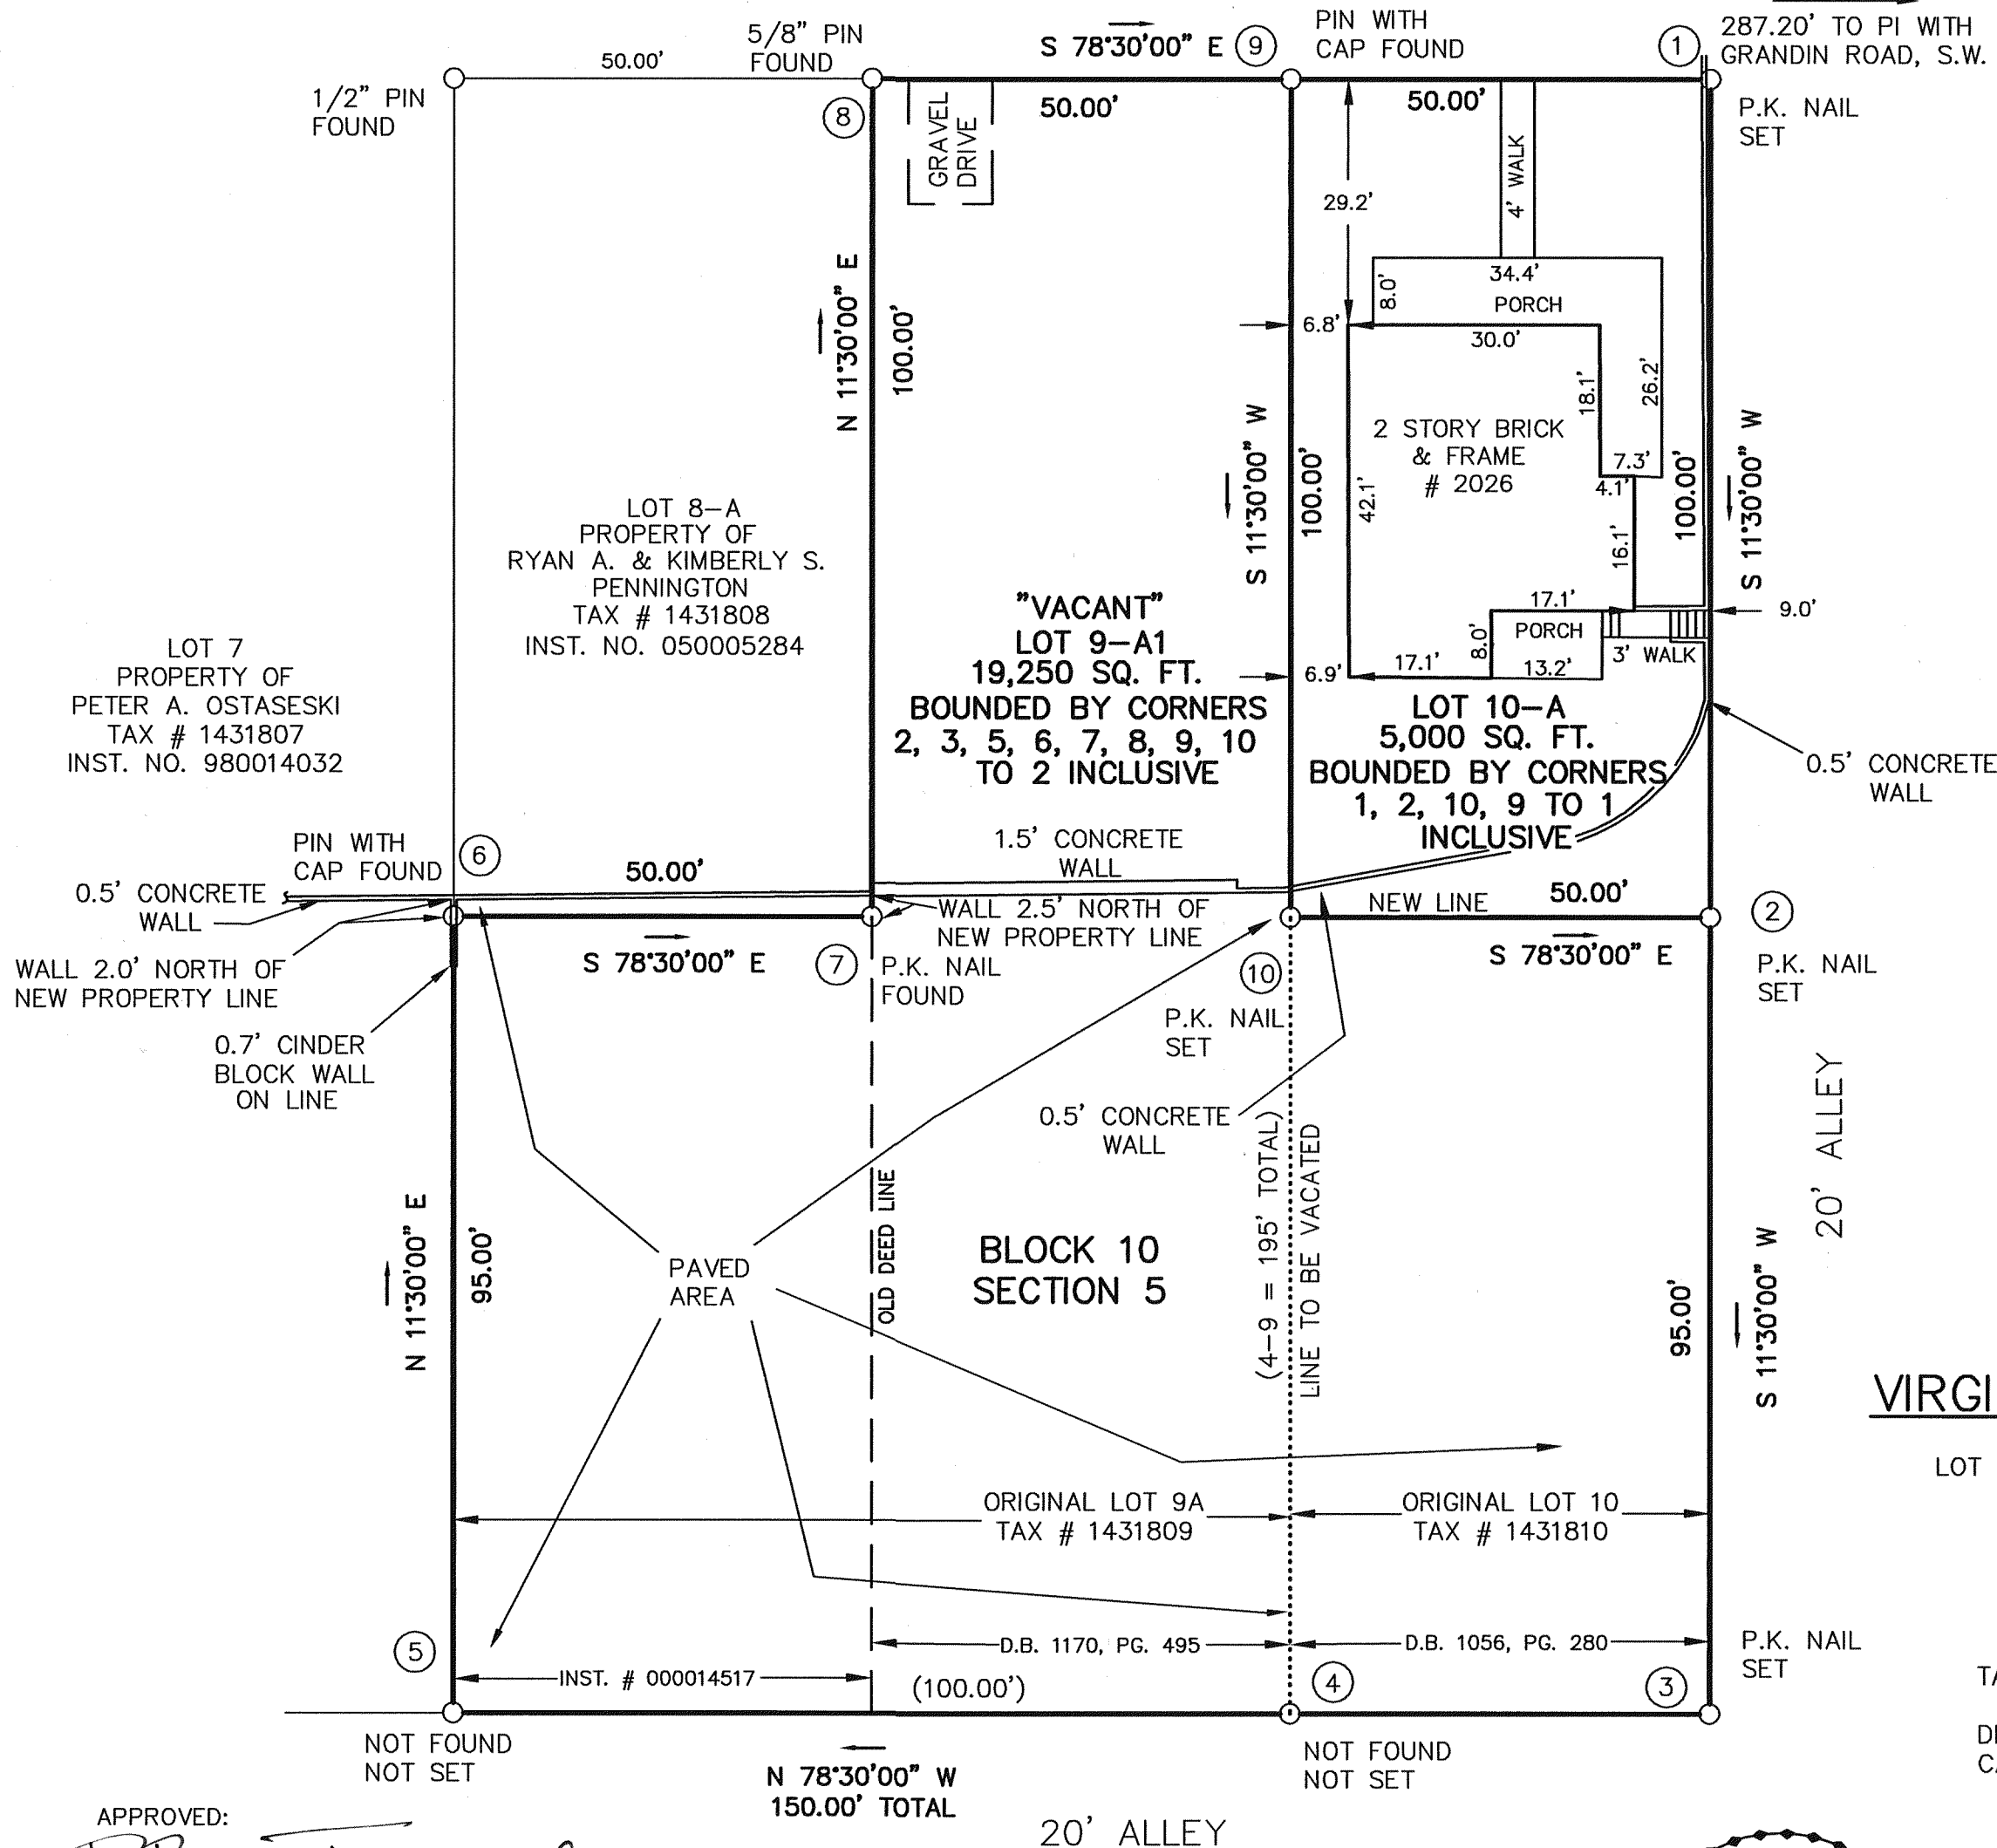 50.00'
5/8" PIN
FOUND
S 78°30'00" E
9
PIN WITH
CAP FOUND
1
287.20' TO PI WITH
GRANDIN ROAD, S.W.
1/2" PIN
FOUND
8
GRAVEL
DRIVE
50.00'
50.00'
P.K. NAIL
SET
4' WALK
29.2'
34.4'
8.0'
PORCH
N 11°30'00" E
100.00'
6.8'
30.0'
18.1'
26.2'
2 STORY BRICK
& FRAME
# 2026
7.3'
4.1'
S 11°30'00" W
100.00'
42.1'
16.1'
100.00'
S 11°30'00" W
17.1'
9.0'
PORCH
8.0'
3' WALK
6.9'
17.1'
13.2'
LOT 8-A
PROPERTY OF
RYAN A. & KIMBERLY S.
PENNINGTON
TAX # 1431808
INST. NO. 050005284
LOT 7
PROPERTY OF
PETER A. OSTASESKI
TAX # 1431807
INST. NO. 980014032
"VACANT"
LOT 9-A1
19,250 SQ. FT.
BOUNDED BY CORNERS
2, 3, 5, 6, 7, 8, 9, 10
TO 2 INCLUSIVE
LOT 10-A
5,000 SQ. FT.
BOUNDED BY CORNERS
1, 2, 10, 9 TO 1
INCLUSIVE
0.5' CONCRETE
WALL
PIN WITH
CAP FOUND
6
50.00'
1.5' CONCRETE
WALL
0.5' CONCRETE
WALL
WALL 2.5' NORTH OF
NEW PROPERTY LINE
NEW LINE
50.00'
2
WALL 2.0' NORTH OF
NEW PROPERTY LINE
S 78°30'00" E
7
P.K. NAIL
FOUND
10
S 78°30'00" E
P.K. NAIL
SET
P.K. NAIL
SET
0.7' CINDER
BLOCK WALL
ON LINE
0.5' CONCRETE
WALL
20' ALLEY
(4-9 = 195' TOTAL)
LINE TO BE VACATED
OLD DEED LINE
N 11°30'00" E
95.00'
PAVED
AREA
BLOCK 10
SECTION 5
95.00'
S 11°30'00" W
VIRGI
LOT
ORIGINAL LOT 9A
TAX # 1431809
ORIGINAL LOT 10
TAX # 1431810
5
D.B. 1170, PG. 495
D.B. 1056, PG. 280
P.K. NAIL
SET
INST. # 000014517
(100.00')
4
3
TA
NOT FOUND
NOT SET
NOT FOUND
NOT SET
N 78°30'00" W
150.00' TOTAL
APPROVED:
20' ALLEY